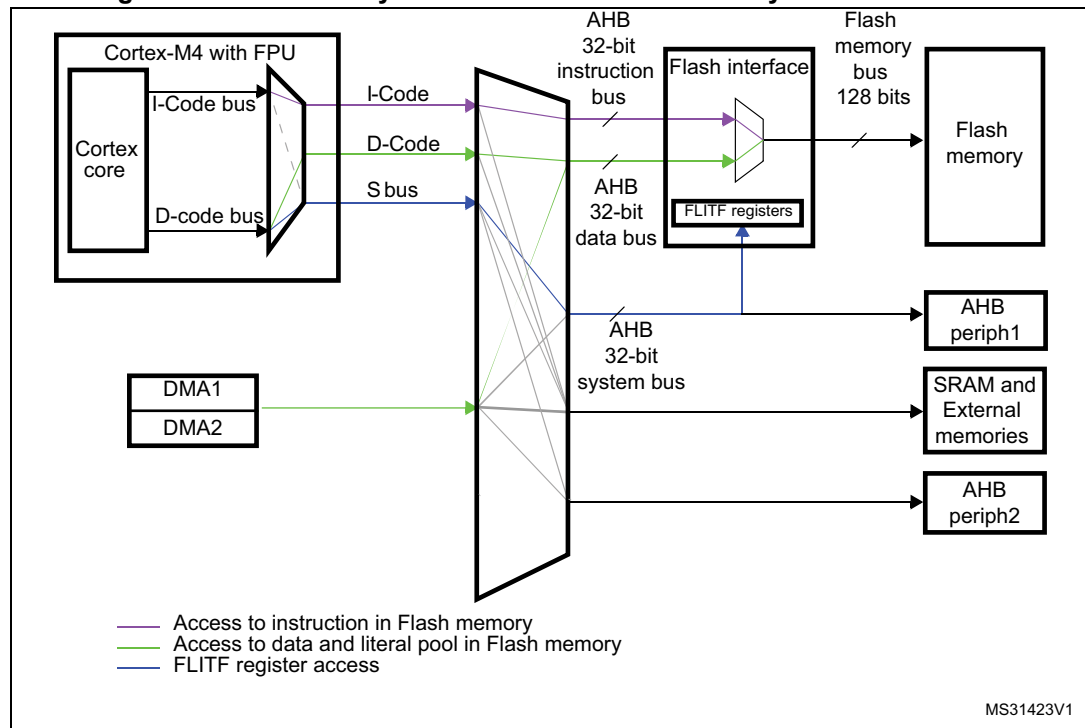 Cortex-M4 with FPU
I-Code bus
Cortex
core
D-code bus
I-Code
D-Code
S bus
AHB
32-bit
instruction
bus
Flash interface
Flash
memory
bus
128 bits
Flash
memory
AHB
32-bit
data bus
FLITF registers
AHB
32-bit
system bus
AHB
periph1
DMA1
DMA2
SRAM and
External
memories
AHB
periph2
Access to instruction in Flash memory
Access to data and literal pool in Flash memory
FLITF register access
MS31423V1